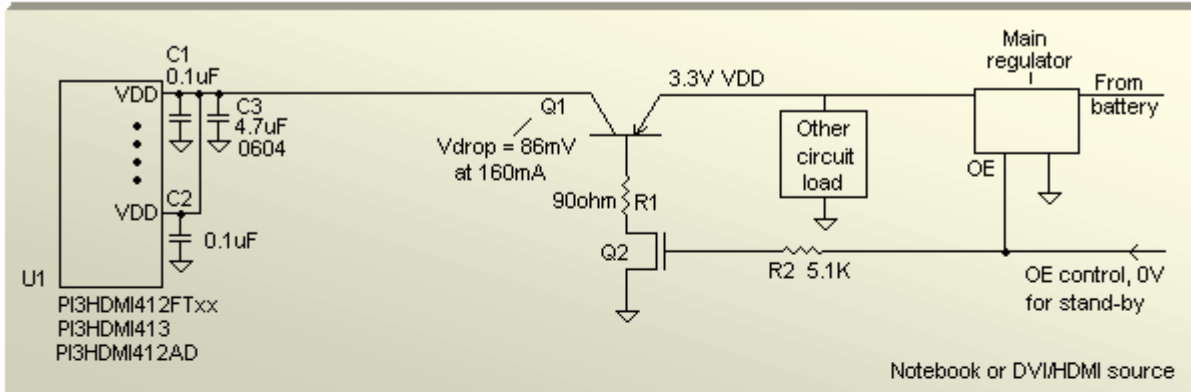 C1
0.1uF
VDD
C3
4.7uF
0604
C2
VDD
0.1uF
U1
PI3HDMI412FTxx
PI3HDMI413
PI3HDMI412AD
Q1
Vdrop = 86mV
at 160mA
3.3V VDD
90ohm R1
Q2
R2 5.1K
Other
circuit
load
Main
regulator
From
battery
OE
OE control, 0V
for stand-by
Notebook or DVI/HDMI source